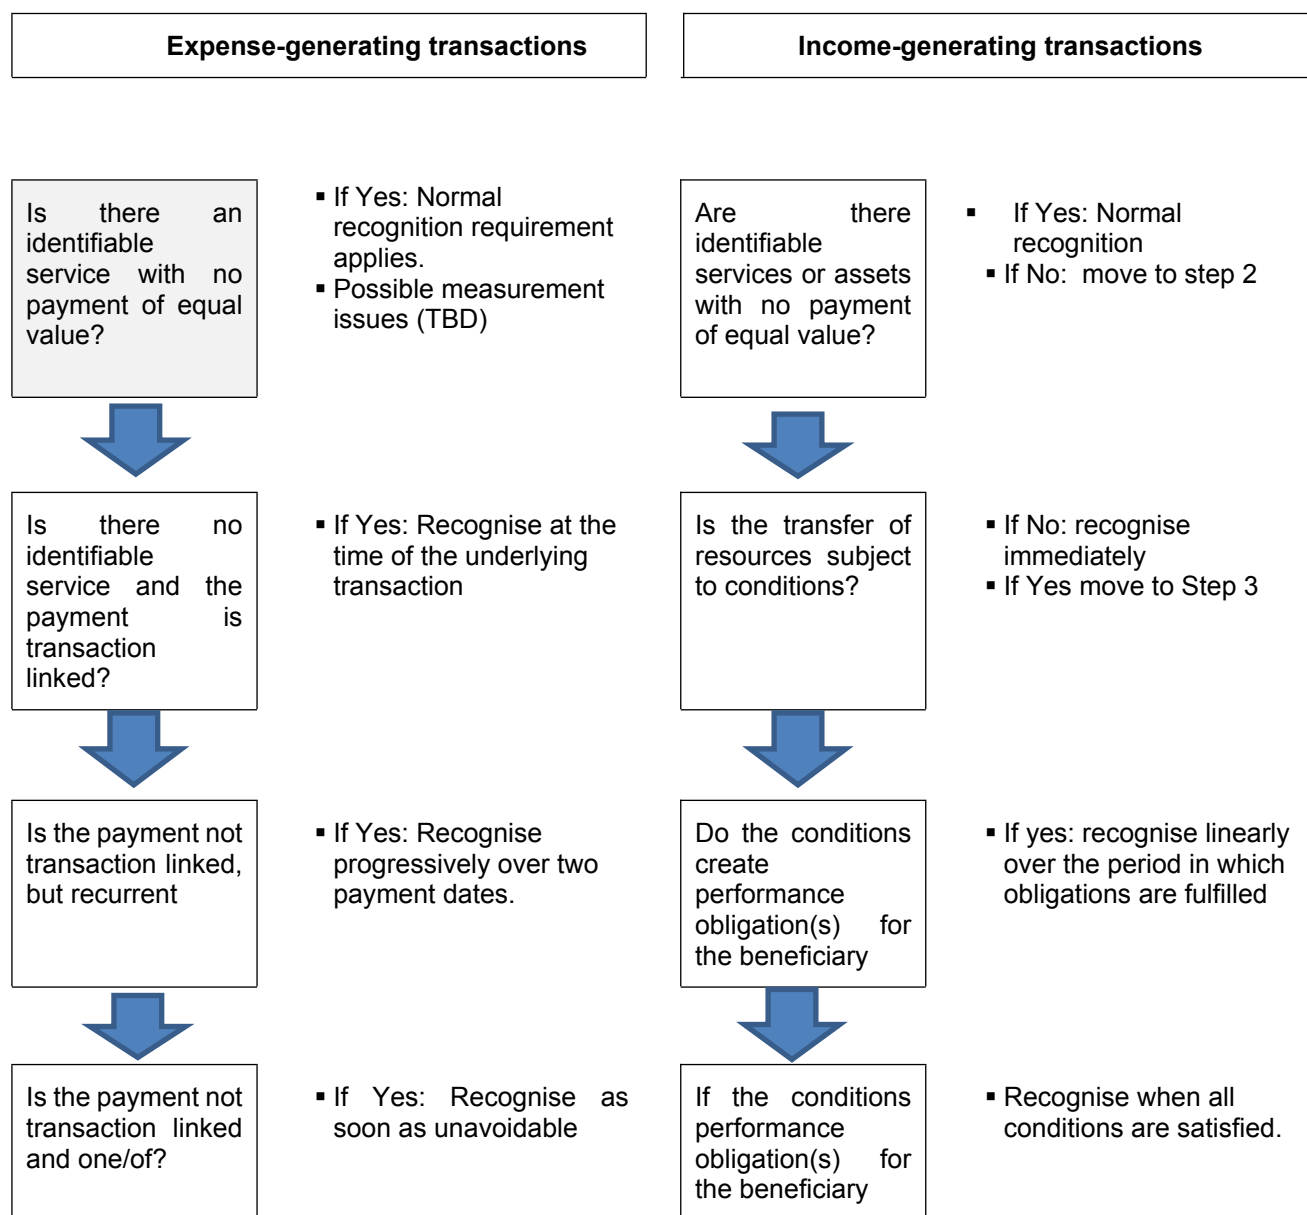 Expense-generating transactions
Income-generating transactions
Is there an
identifiable
service with no
payment of equal
value?
▪ If Yes: Normal
recognition requirement
applies.
▪ Possible measurement
issues (TBD)
Are there
identifiable
services or assets
with no payment
of equal value?
▪ If Yes: Normal
recognition
▪ If No: move to step 2
Is there no
identifiable
service and the
payment is
transaction
linked?
▪ If Yes: Recognise at the
time of the underlying
transaction
Is the transfer of
resources subject
to conditions?
▪ If No: recognise
immediately
▪ If Yes move to Step 3
Is the payment not
transaction linked,
but recurrent
▪ If Yes: Recognise
progressively over two
payment dates.
Do the conditions
create
performance
obligation(s) for
the beneficiary
▪ If yes: recognise linearly
over the period in which
obligations are fulfilled
Is the payment not
transaction linked
and one/of?
▪ If Yes: Recognise as
soon as unavoidable
If the conditions
performance
obligation(s) for
the beneficiary
▪ Recognise when all
conditions are satisfied.